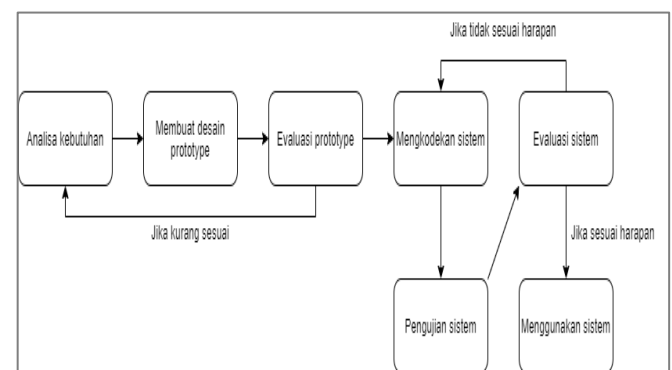 Jika tidak sesuai harapan
Analisa kebutuhan
Membuat desain
prototype
Evaluasi prototype
Mengkodekan sistem
Evaluasi sistem
Jika kurang sesuai
Jika sesuai harapan
Pengujian sistem
Menggunakan sistem